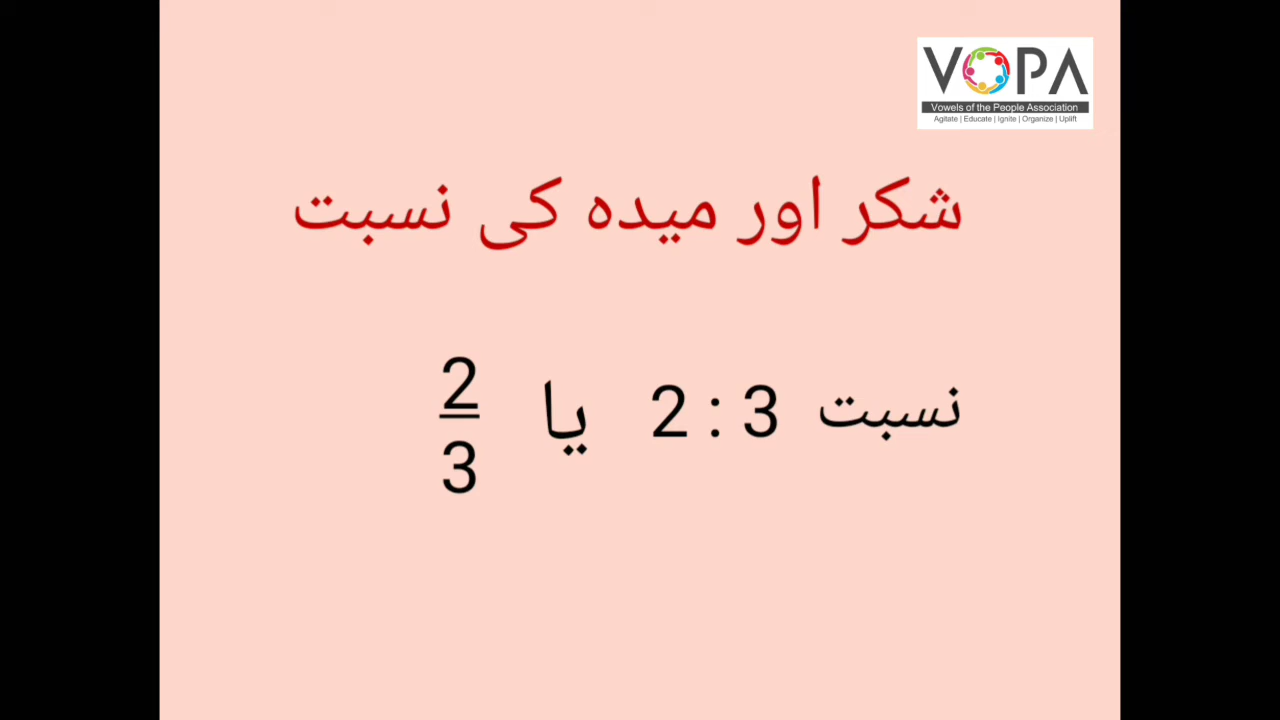 VOPA
Vowels of the People Association
Agitate | Educate | Ignite | Organize | Uplift
شکر اور میدہ کی نسبت
نسبت 2 : 3 یا 2/3